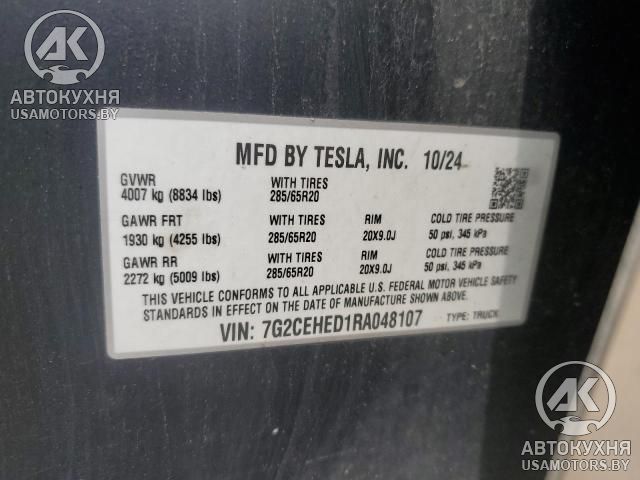 АК
АВТОКУХНЯ
USAMOTORS.BY
MFD BY TESLA, INC. 10/24
GVWR WITH TIRES
4007 kg (8834 lbs) 285/65R20
GAWR FRT WITH TIRES RIM COLD TIRE PRESSURE
1930 kg (4255 lbs) 285/65R20 20X9.0J 50 psi, 345 kPa
GAWR RR WITH TIRES RIM COLD TIRE PRESSURE
2272 kg (5009 lbs) 285/65R20 20X9.0J 50 psi, 345 kPa
THIS VEHICLE CONFORMS TO ALL APPLICABLE U.S. FEDERAL MOTOR VEHICLE SAFETY
STANDARDS IN EFFECT ON THE DATE OF MANUFACTURE SHOWN ABOVE.
VIN: 7G2CEHED1RA048107 TYPE: TRUCK
АК
АВТОКУХНЯ
USAMOTORS.BY